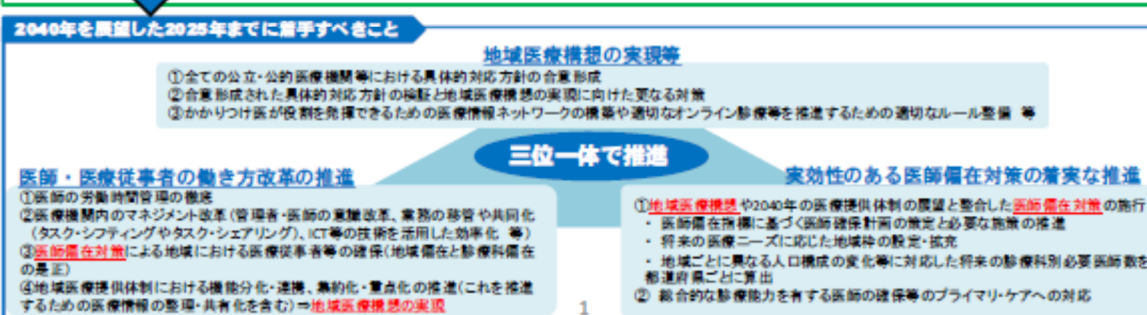 2040年を展望した2025年までに着手すべきこと
地域医療構想の実現等
①全ての公立・公的医療機関等における具体的対応方針の合意形成
②合意形成された具体的対応方針の検証と地域医療構想の実現に向けた更なる対策
③かかりつけ医が役割を発揮できるための医療情報ネットワークの構築や適切なオンライン診療等を推進するための適切なルール整備 等
三位一体で推進
医師・医療従事者の働き方改革の推進
①医師の労働時間管理の徹底
②医療機関内のマネジメント改革(管理者・医師の意識改革、業務の移管や共同化
(タスク・シフティングやタスク・シェアリング)、ICT等の技術を活用した効率化 等)
③医師偏在対策による地域における医療従事者等の確保(地域偏在と診療科偏在
の是正)
④地域医療提供体制における機能分化・連携、集約化・重点化の推進(これを推進
するための医療情報の整理・共有化を含む)⇒地域医療構想の実現
実効性のある医師偏在対策の着実な推進
①地域医療構想や2040年の医療提供体制の展望と整合した医師偏在対策の施行
・ 医師偏在指標に基づく医師確保計画の策定と必要な施策の推進
・ 将来の医療ニーズに応じた地域枠の設定・拡充
・ 地域ごとに異なる人口構成の変化等に対応した将来の診療科別必要医師数を
都道府県ごとに算出
② 総合的な診療能力を有する医師の確保等のプライマリ・ケアへの対応
1